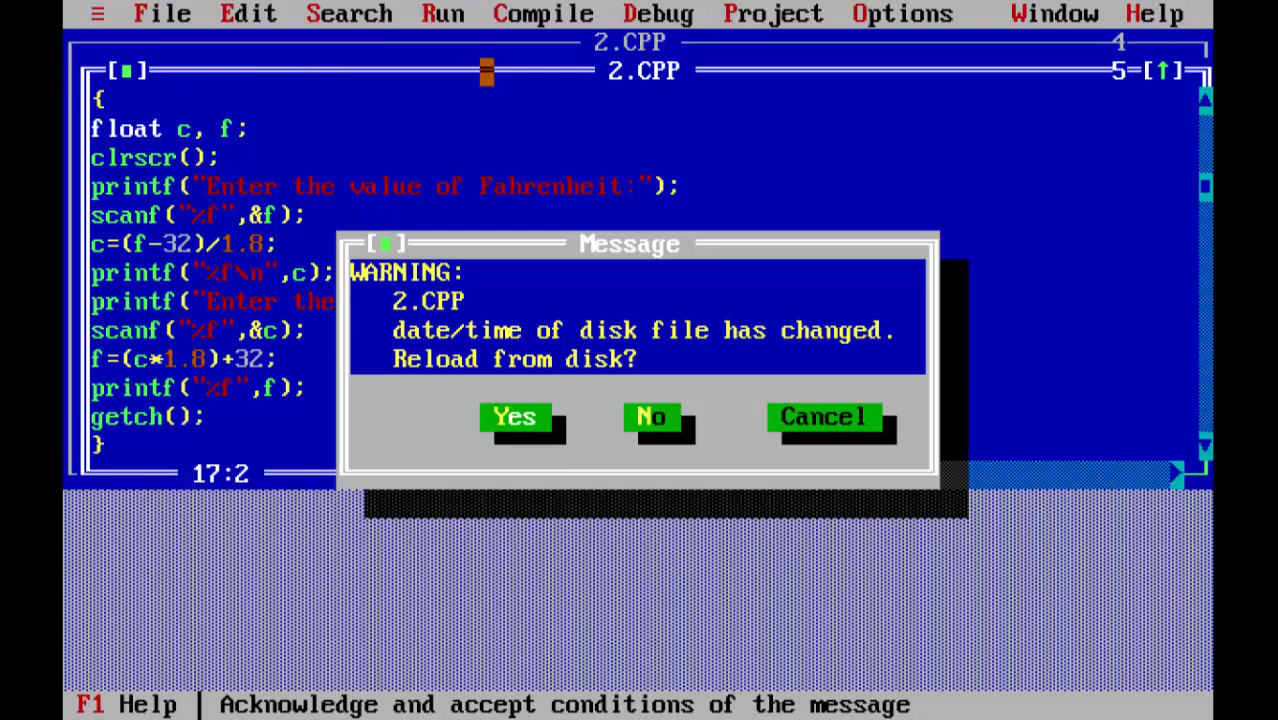 ≡ File Edit Search Run Compile Debug Project Options Window Help
2.CPP 4
[■] 2.CPP 5=[↑]
{
float c, f;
clrscr();
printf("Enter the value of Fahrenheit:");
scanf("%f",&f);
c=(f-32)/1.8;
printf("%f\n",c);
printf("Enter the
scanf("%f",&c);
f=(c*1.8)+32;
printf("%f",f);
getch();
}
17:2
[■] Message
WARNING:
2.CPP
date/time of disk file has changed.
Reload from disk?
Yes No Cancel
F1 Help | Acknowledge and accept conditions of the message